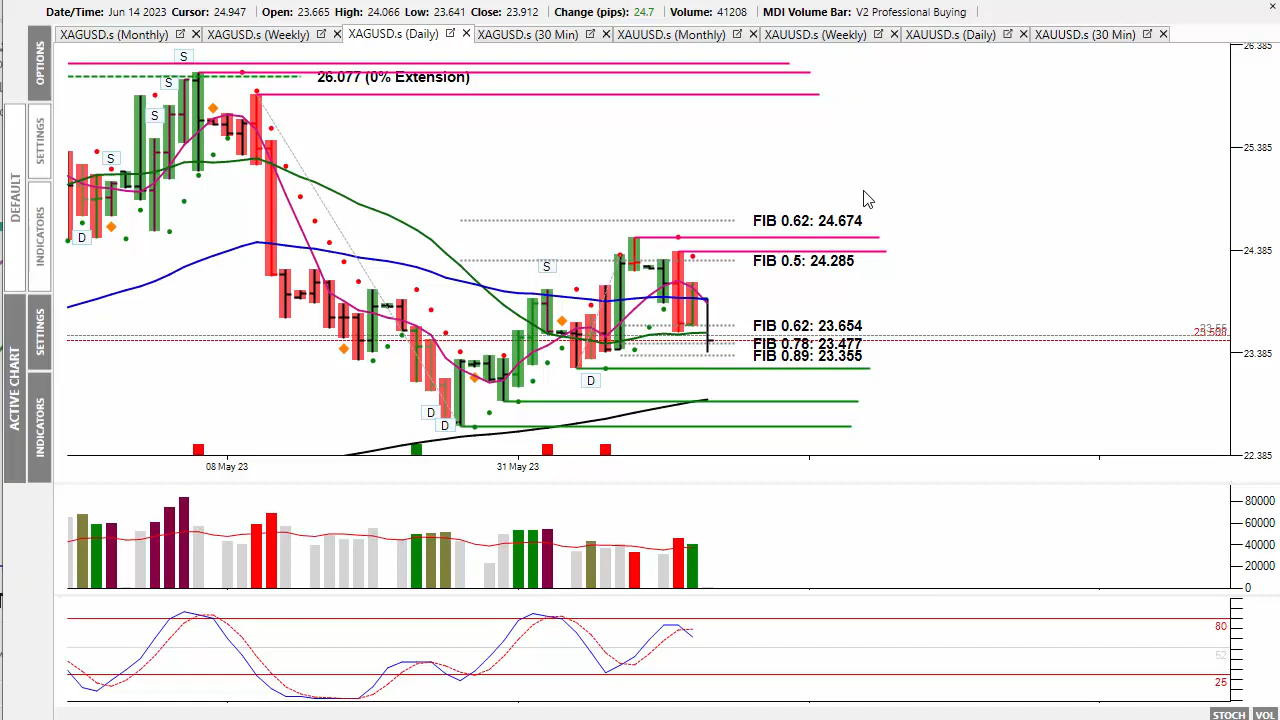 Date/Time: Jun 14 2023 Cursor: 24.947 Open: 23.665 High: 24.066 Low: 23.641 Close: 23.912 Change (pips): 24.7 Volume: 41208 MDI Volume Bar: V2 Professional Buying
XAGUSD.s (Monthly) XAGUSD.s (Weekly) XAGUSD.s (Daily) XAGUSD.s (30 Min) XAUUSD.s (Monthly) XAUUSD.s (Weekly) XAUUSD.s (Daily) XAUUSD.s (30 Min)
OPTIONS
SETTINGS
DEFAULT
INDICATORS
SETTINGS
ACTIVE CHART
INDICATORS
26.385
S
26.077 (0% Extension)
S
S
25.385
S
FIB 0.62: 24.674
D
24.385
FIB 0.5: 24.285
S
FIB 0.62: 23.654
FIB 0.78: 23.477
FIB 0.89: 23.355
23.385
D
D
D
22.385
08 May 23
31 May 23
80000
60000
40000
20000
0
80
52
25
STOCH VOL